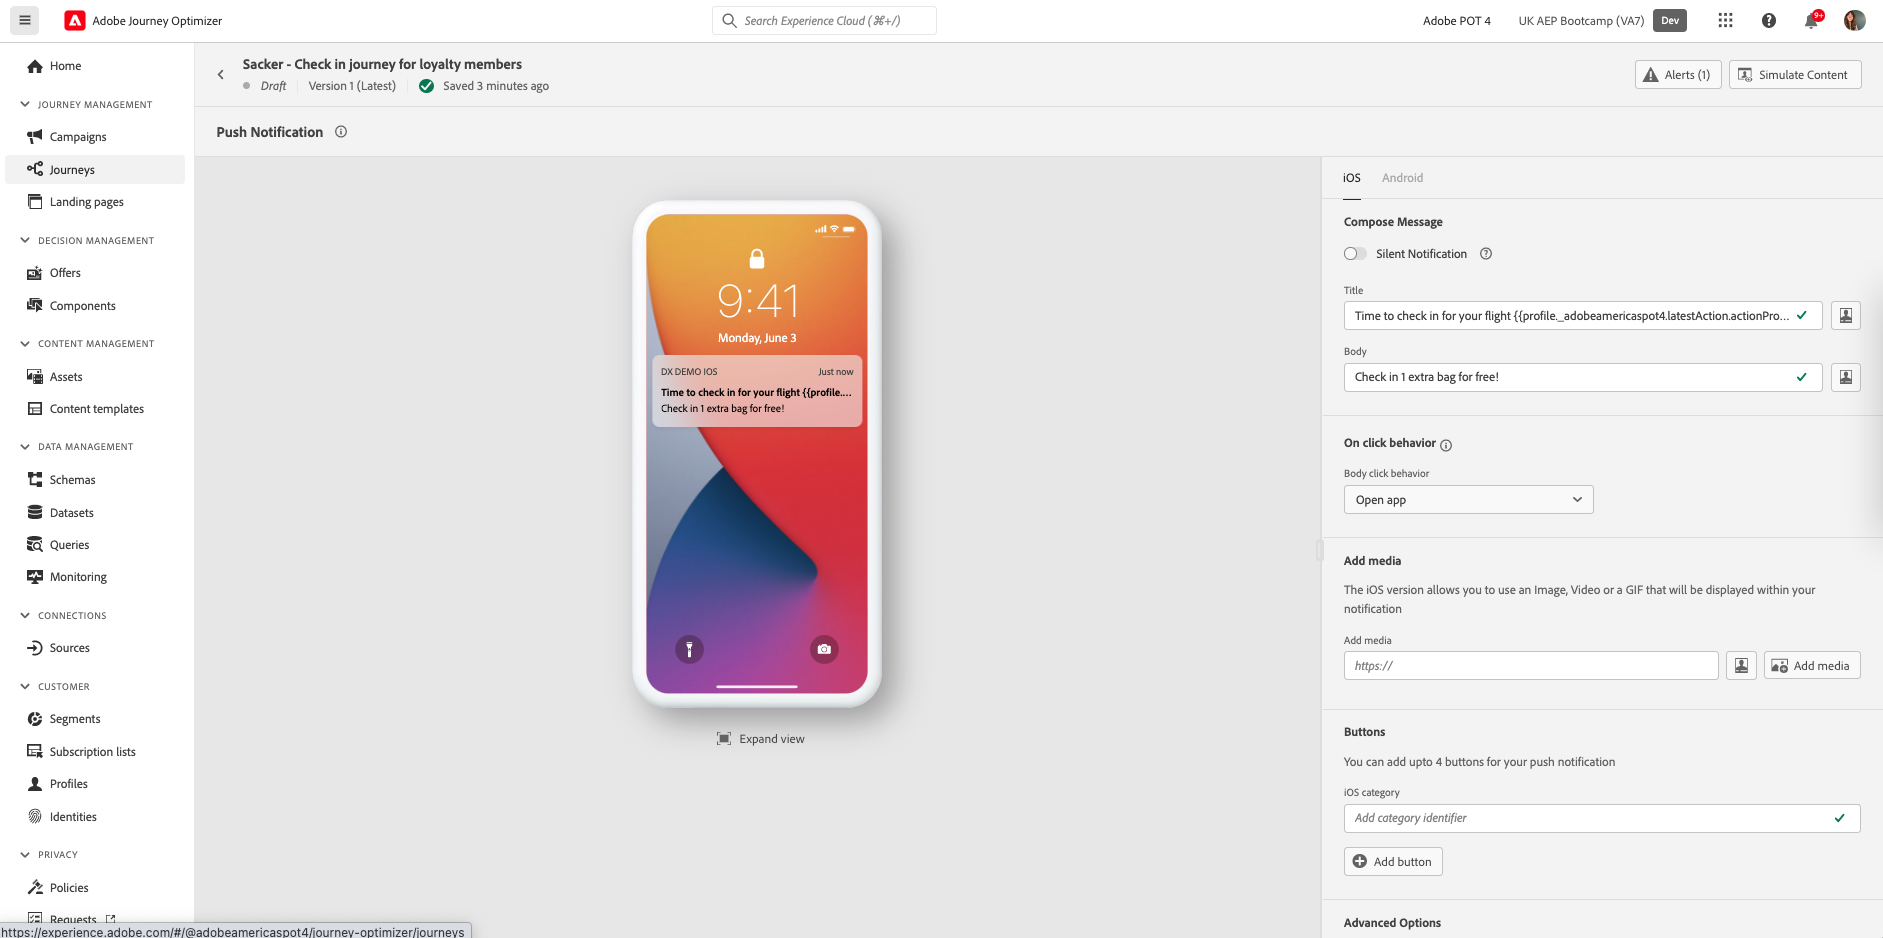 Adobe Journey Optimizer
Search Experience Cloud (⌘+/)
Adobe POT 4
UK AEP Bootcamp (VA7)
Dev
9+
Home
JOURNEY MANAGEMENT
Campaigns
Journeys
Landing pages
DECISION MANAGEMENT
Offers
Components
CONTENT MANAGEMENT
Assets
Content templates
DATA MANAGEMENT
Schemas
Datasets
Queries
Monitoring
CONNECTIONS
Sources
CUSTOMER
Segments
Subscription lists
Profiles
Identities
PRIVACY
Policies
Requests
https://experience.adobe.com/#/@adobeamericaspot4/journey-optimizer/journeys
Sacker - Check in journey for loyalty members
Draft
Version 1 (Latest)
Saved 3 minutes ago
Alerts (1)
Simulate Content
Push Notification
9:41
Monday, June 3
DX DEMO IOS
Just now
Time to check in for your flight {{profile....
Check in 1 extra bag for free!
Expand view
iOS
Android
Compose Message
Silent Notification
Title
Time to check in for your flight {{profile._adobeamericaspot4.latestAction.actionPro...
Body
Check in 1 extra bag for free!
On click behavior
Body click behavior
Open app
Add media
The iOS version allows you to use an Image, Video or a GIF that will be displayed within your
notification
Add media
https://
Add media
Buttons
You can add upto 4 buttons for your push notification
iOS category
Add category identifier
Add button
Advanced Options